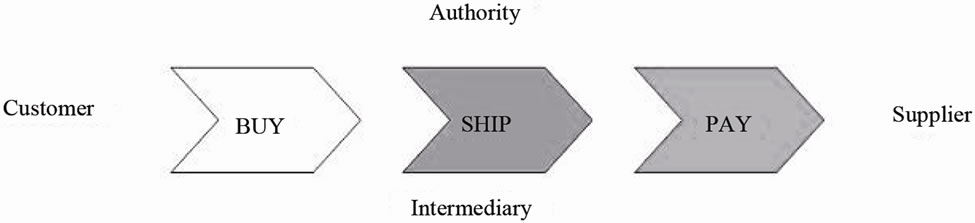 Authority
Customer
BUY
SHIP
PAY
Supplier
Intermediary